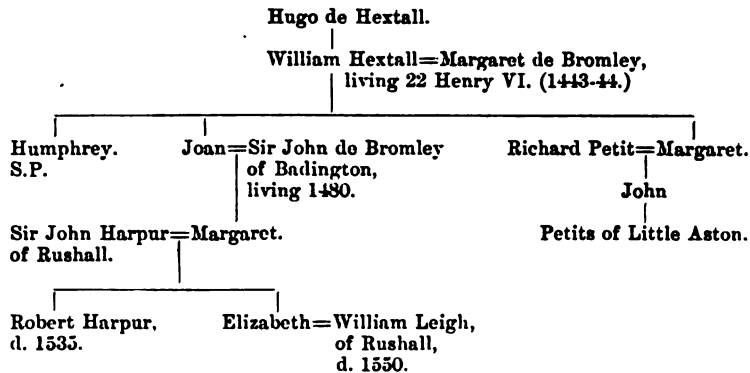 Hugo de Hextall.
William Hextall=Margaret de Bromley,
living 22 Henry VI. (1443-44.)
Humphrey. Joan=Sir John de Bromley Richard Petit=Margaret.
S.P. of Badington,
living 1480. John
Sir John Harpur=Margaret. Petits of Little Aston.
of Rushall.
Robert Harpur, Elizabeth=William Leigh,
d. 1535. of Rushall,
d. 1550.